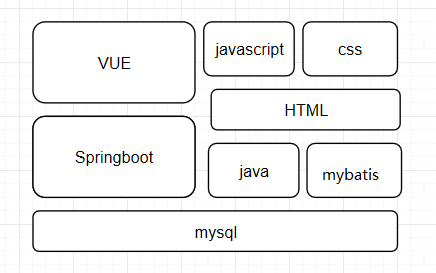 VUE
javascript
css
HTML
Springboot
java
mybatis
mysql